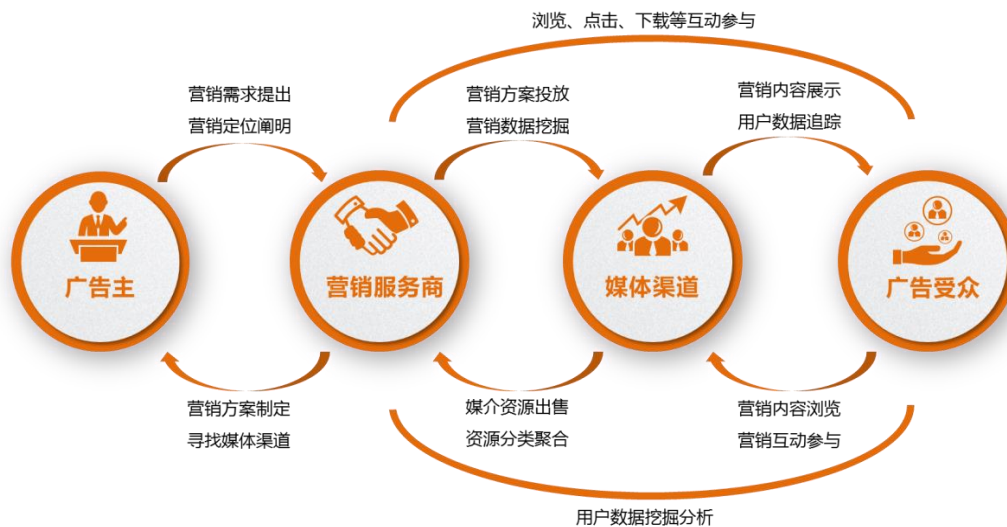 浏览、点击、下载等互动参与
营销需求提出
营销定位阐明
营销方案投放
营销数据挖掘
营销内容展示
用户数据追踪
广告主
营销服务商
媒体渠道
广告受众
营销方案制定
寻找媒体渠道
媒介资源出售
资源分类聚合
营销内容浏览
营销互动参与
用户数据挖掘分析